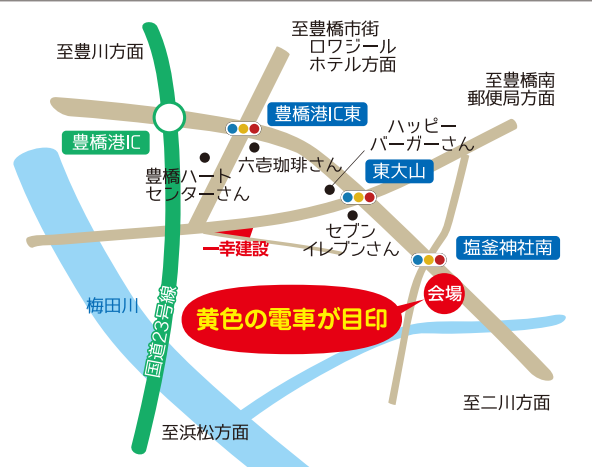 至豊橋市街
ロワジール
ホテル方面
至豊川方面
至豊橋南
郵便局方面
豊橋港IC東
ハッピー
バーガーさん
豊橋港IC
六壱珈琲さん
東大山
豊橋ハート
センターさん
セブン
イレブンさん
一幸建設
塩釜神社南
会場
梅田川
黄色の電車が目印
国道23号線
至二川方面
至浜松方面